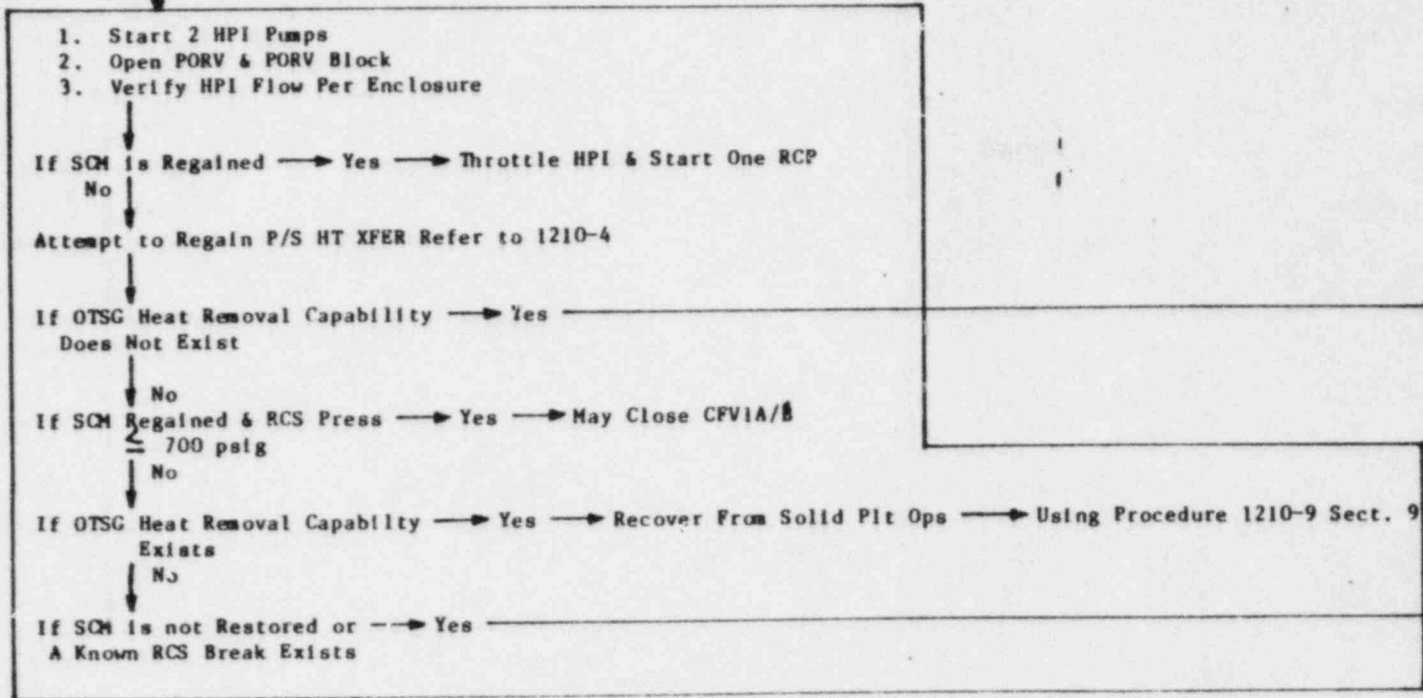 1. Start 2 HPI Pumps
2. Open PORV & PORV Block
3. Verify HPI Flow Per Enclosure
If SCM is Regained → Yes → Throttle HPI & Start One RCP
No
Attempt to Regain P/S HT XFER Refer to 1210-4
If OTSG Heat Removal Capability → Yes
Does Not Exist
No
If SCM Regained & RCS Press → Yes → May Close CFV1A/B
≥ 700 psig
No
If OTSG Heat Removal Capabilty → Yes → Recover From Solid Plt Ops → Using Procedure 1210-9 Sect. 9
Exists
No
If SCM is not Restored or --→ Yes
A Known RCS Break Exists